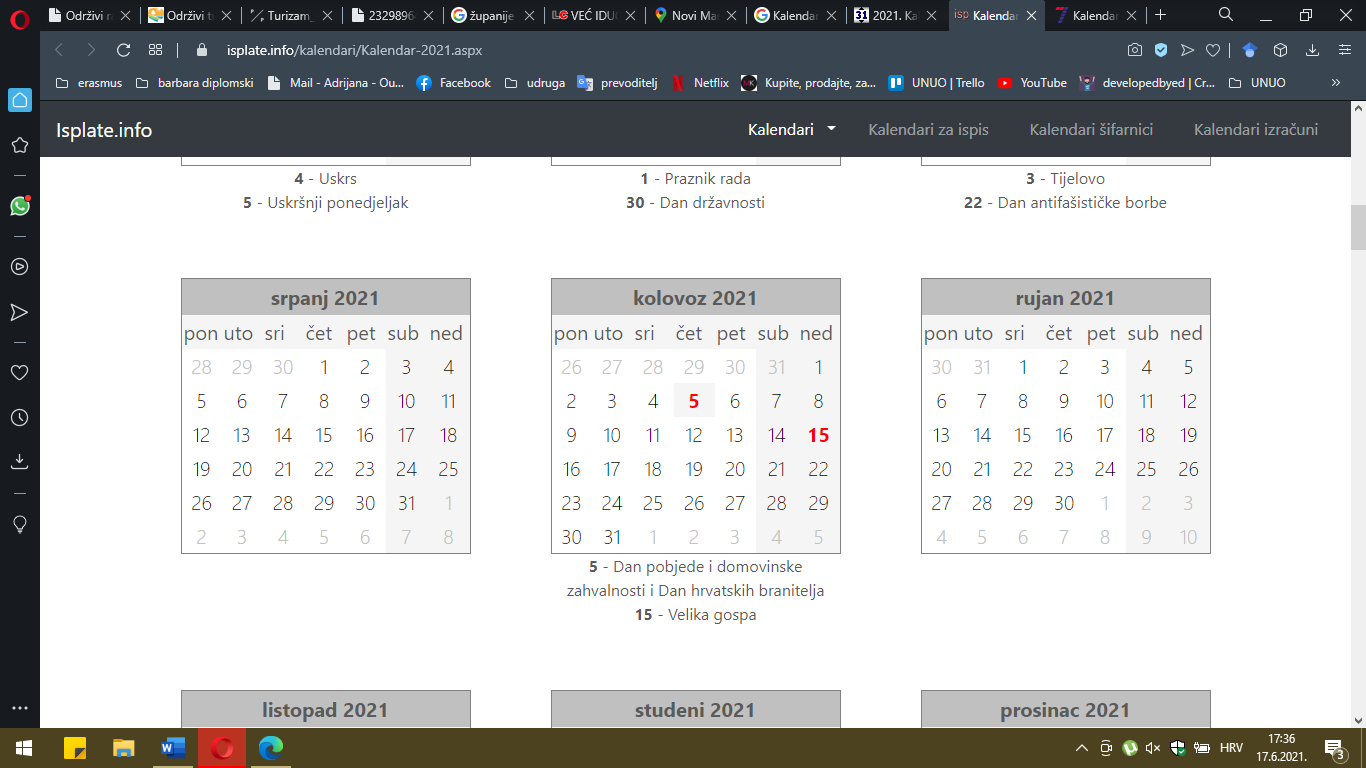 Održivi ra
Održivi ti
Turizam_
2329896
županije
VEĆ IDUĆ
Novi Ma
Kalendar
2021. Ka
Kalendar
Kalendar
isplate.info/kalendari/Kalendar-2021.aspx
erasmus
barbara diplomski
Mail - Adrijana - Ou...
Facebook
udruga
prevoditelj
Netflix
Kupite, prodajte, za...
UNUO | Trello
YouTube
developedbyed | Cr...
UNUO
»
Isplate.info
Kalendari
Kalendari za ispis
Kalendari šifarnici
Kalendari izračuni
4 - Uskrs
5 - Uskršnji ponedjeljak
1 - Praznik rada
30 - Dan državnosti
3 - Tijelovo
22 - Dan antifašističke borbe
srpanj 2021
pon uto sri čet pet sub ned
28 29 30 1 2 3 4
5 6 7 8 9 10 11
12 13 14 15 16 17 18
19 20 21 22 23 24 25
26 27 28 29 30 31 1
2 3 4 5 6 7 8
kolovoz 2021
pon uto sri čet pet sub ned
26 27 28 29 30 31 1
2 3 4 5 6 7 8
9 10 11 12 13 14 15
16 17 18 19 20 21 22
23 24 25 26 27 28 29
30 31 1 2 3 4 5
5 - Dan pobjede i domovinske
zahvalnosti i Dan hrvatskih branitelja
15 - Velika gospa
rujan 2021
pon uto sri čet pet sub ned
30 31 1 2 3 4 5
6 7 8 9 10 11 12
13 14 15 16 17 18 19
20 21 22 23 24 25 26
27 28 29 30 1 2 3
4 5 6 7 8 9 10
listopad 2021
studeni 2021
prosinac 2021
HRV
17:36
17.6.2021.
3